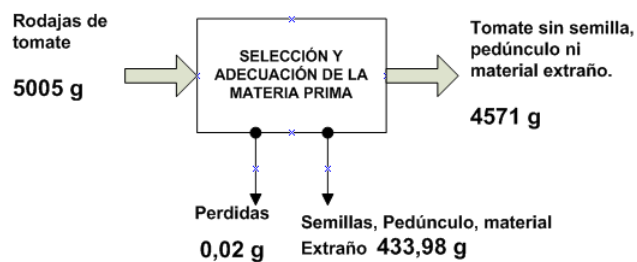 Rodajas de
tomate
5005 g
SELECCIÓN Y
ADECUACIÓN DE LA
MATERIA PRIMA
Tomate sin semilla,
pedúnculo ni
material extraño.
4571 g
Perdidas
0,02 g
Semillas, Pedúnculo, material
Extraño 433,98 g